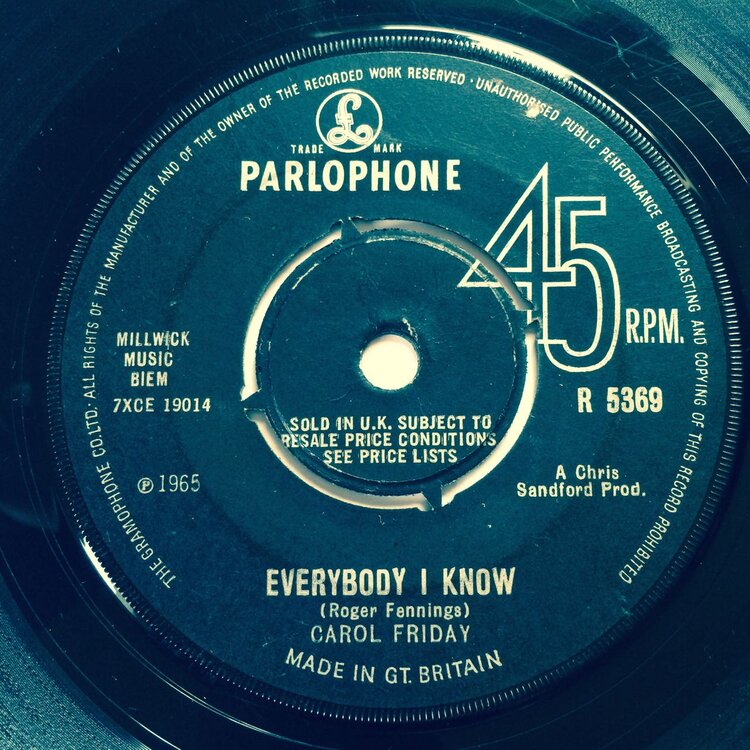 THE GRAMOPHONE CO.LTD. ALL RIGHTS OF THE MANUFACTURER AND OF THE OWNER OF THE RECORDED WORK RESERVED · UNAUTHORISED PUBLIC PERFORMANCE BROADCASTING AND COPYING OF THIS RECORD PROHIBITED
£
TRADE MARK
PARLOPHONE
45
R.P.M.
MILLWICK
MUSIC
BIEM
7XCE 19014
R 5369
SOLD IN U.K. SUBJECT TO
RESALE PRICE CONDITIONS
SEE PRICE LISTS
℗ 1965
A Chris
Sandford Prod.
EVERYBODY I KNOW
(Roger Fennings)
CAROL FRIDAY
MADE IN GT. BRITAIN